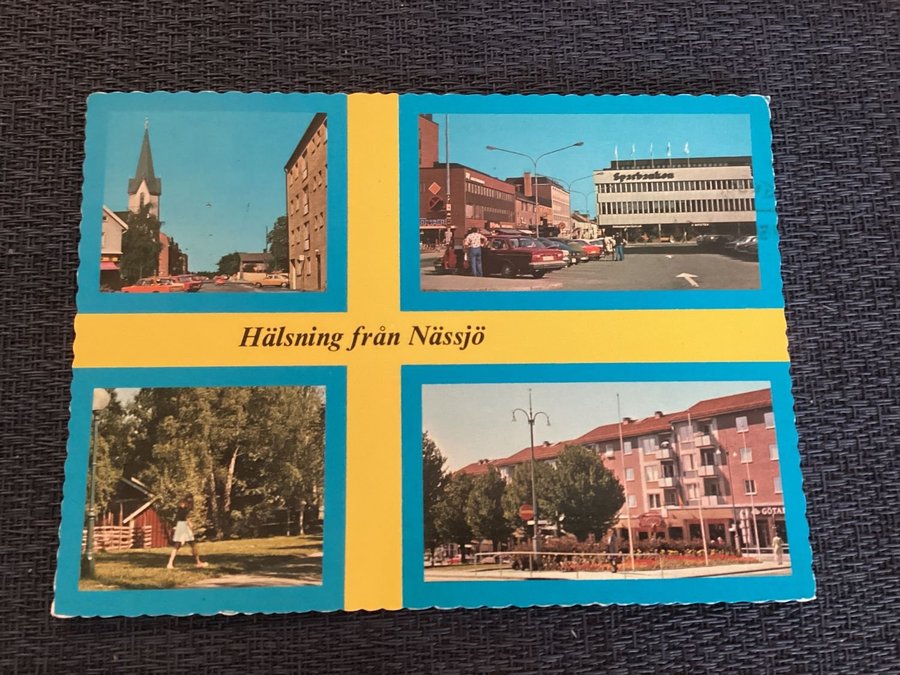 Sparbanken
Hälsning från Nässjö
GÖTA